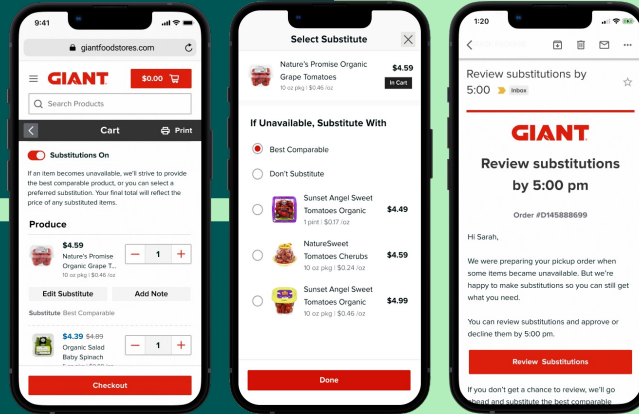 9:41
giantfoodstores.com
GIANT
$0.00
Search Products
Cart
Print
Substitutions On
If an item becomes unavailable, we'll strive to provide
the best comparable product, or you can select a
preferred substitution. Your final total will reflect the
price of any substituted items.
Produce
$4.59
Nature's Promise
Organic Grape T...
10 oz pkg | $0.46 /oz
1
Edit Substitute
Add Note
Substitute Best Comparable
$4.39 $4.89
Organic Salad
Baby Spinach
1
Checkout
Select Substitute
Nature's Promise Organic
Grape Tomatoes
10 oz pkg | $0.46 /oz
$4.59
In Cart
If Unavailable, Substitute With
Best Comparable
Don't Substitute
Sunset Angel Sweet
Tomatoes Organic
1 pint | $0.17 /oz
$4.49
NatureSweet
Tomatoes Cherubs
10 oz pkg | $0.24 /oz
$4.59
Sunset Angel Sweet
Tomatoes Organic
10 oz pkg | $0.46 /oz
$4.99
Done
1:20
Review substitutions by
5:00 Inbox
GIANT
Review substitutions
by 5:00 pm
Order #D145888699
Hi Sarah,
We were preparing your pickup order when
some items became unavailable. But we're
happy to make substitutions so you can still get
what you need.
You can review substitutions and approve or
decline them by 5:00 pm.
Review Substitutions
If you don't get a chance to review, we'll go
ahead and substitute the best comparable